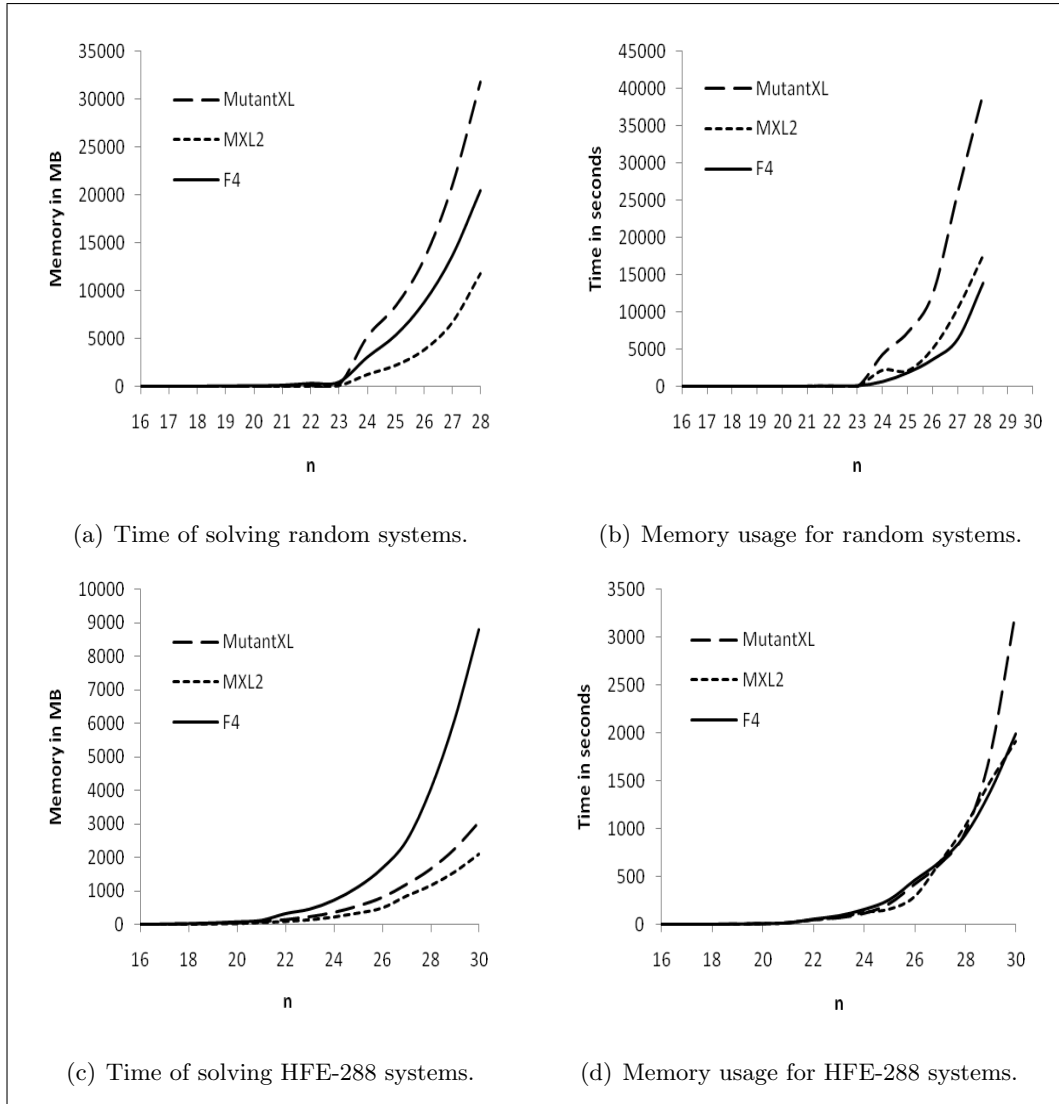 35000
30000
25000
20000
15000
10000
5000
0
Memory in MB
MutantXL
MXL2
F4
16 17 18 19 20 21 22 23 24 25 26 27 28
n
(a) Time of solving random systems.
45000
40000
35000
30000
25000
20000
15000
10000
5000
0
Time in seconds
MutantXL
MXL2
F4
16 17 18 19 20 21 22 23 24 25 26 27 28 29 30
n
(b) Memory usage for random systems.
10000
9000
8000
7000
6000
5000
4000
3000
2000
1000
0
Memory in MB
MutantXL
MXL2
F4
16 18 20 22 24 26 28 30
n
(c) Time of solving HFE-288 systems.
3500
3000
2500
2000
1500
1000
500
0
Time in seconds
MutantXL
MXL2
F4
16 18 20 22 24 26 28 30
n
(d) Memory usage for HFE-288 systems.